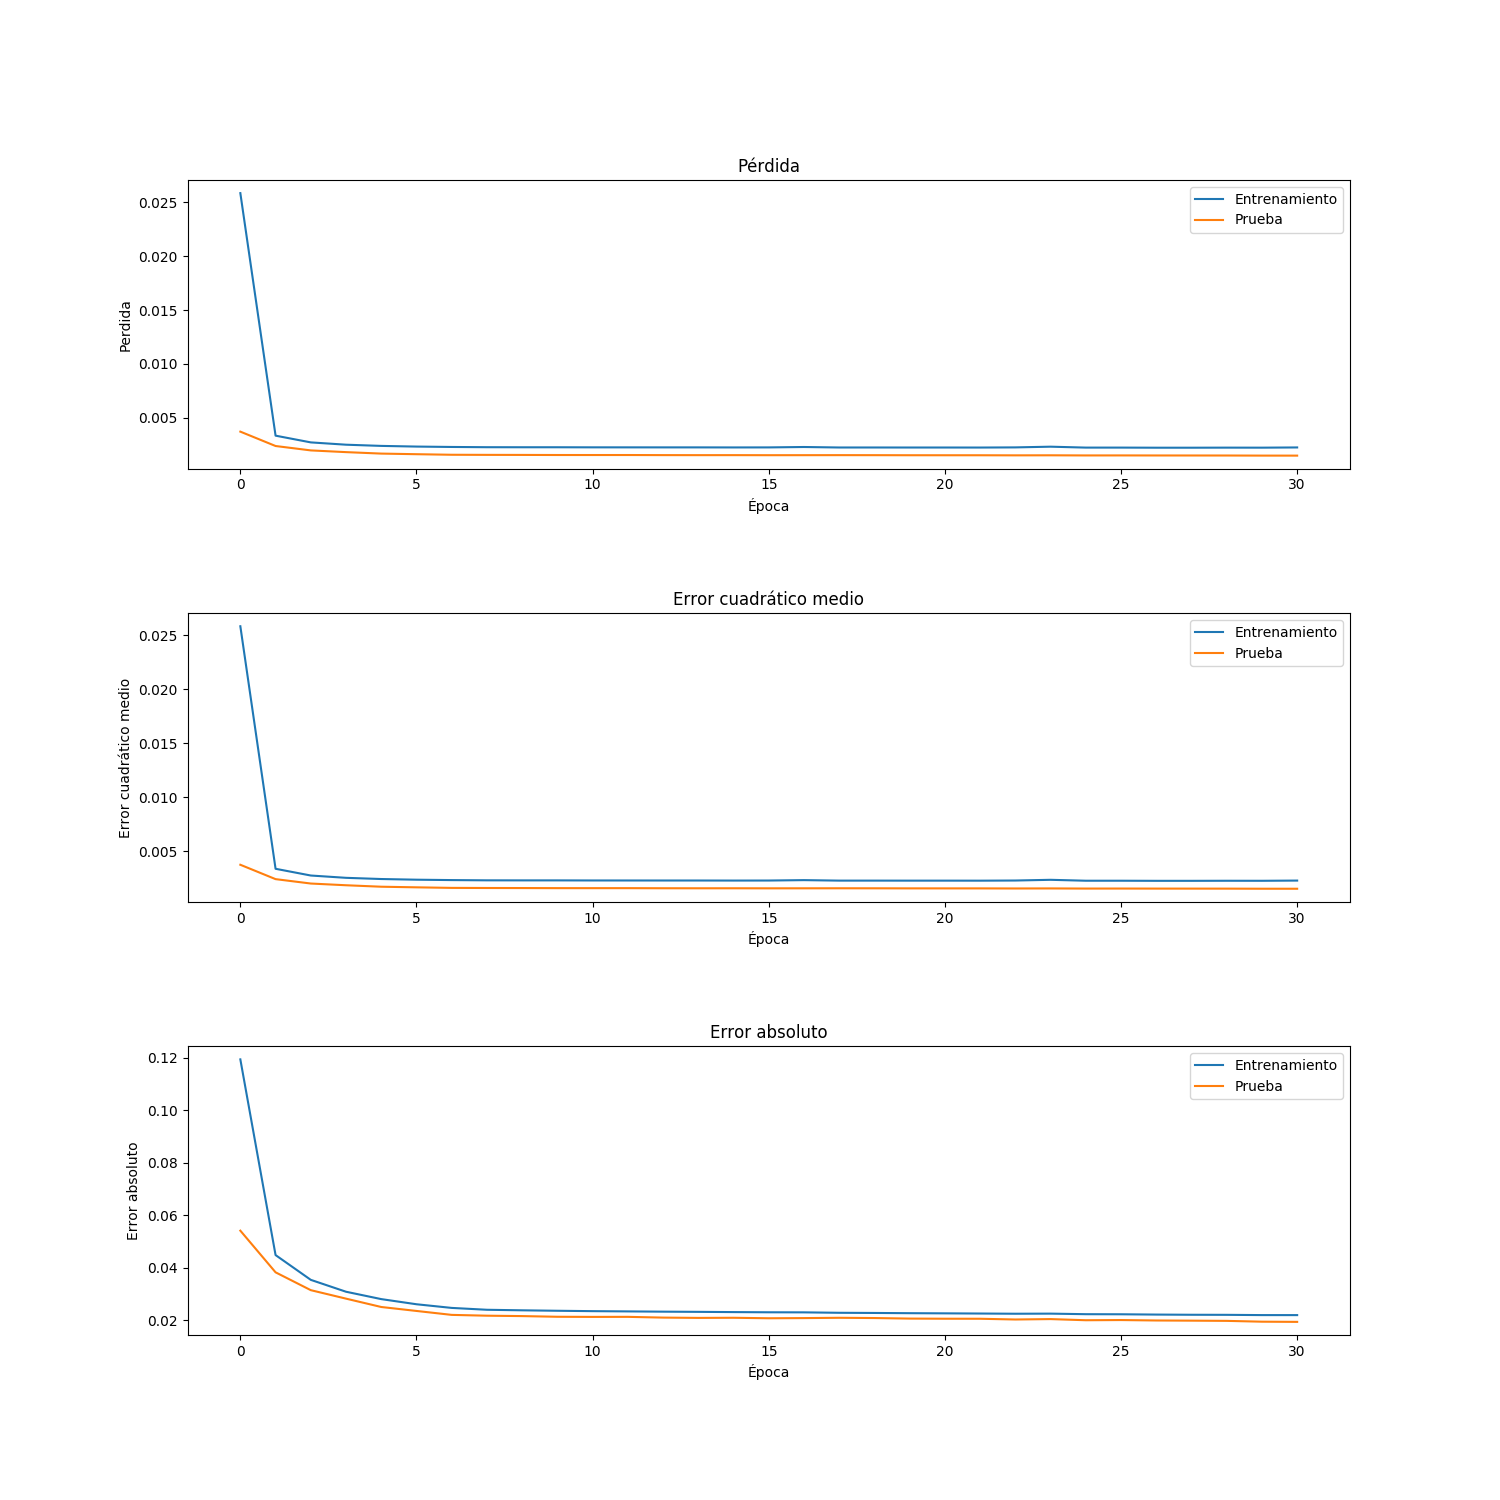 Pérdida
0.025
0.020
0.015
0.010
0.005
Perdida
Entrenamiento
Prueba
0 5 10 15 20 25 30
Época
Error cuadrático medio
0.025
0.020
0.015
0.010
0.005
Error cuadrático medio
Entrenamiento
Prueba
0 5 10 15 20 25 30
Época
Error absoluto
0.12
0.10
0.08
0.06
0.04
0.02
Error absoluto
Entrenamiento
Prueba
0 5 10 15 20 25 30
Época